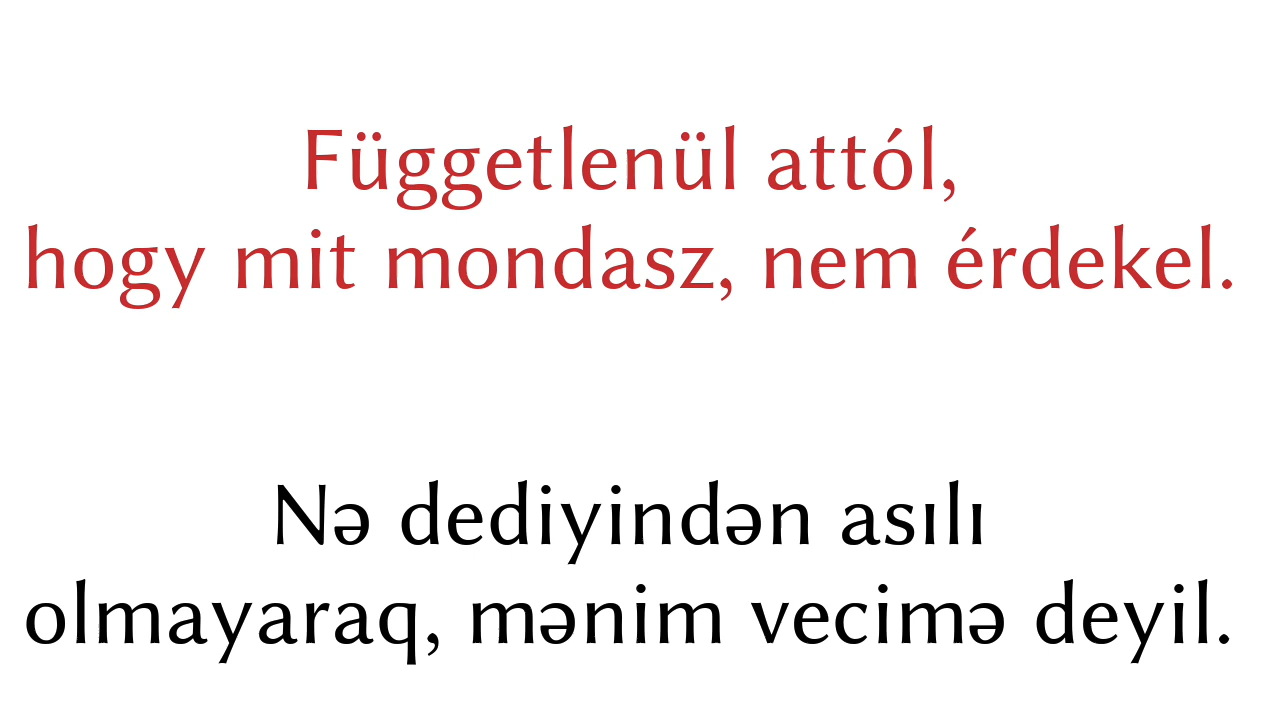 Függetlenül attól,
hogy mit mondasz, nem érdekel.
Nə dediyindən asılı
olmayaraq, mənim vecimə deyil.